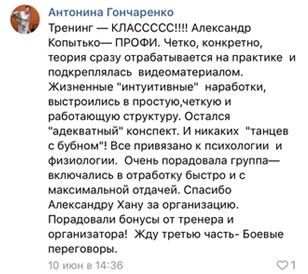 Антонина Гончаренко
Тренинг — КЛАСССCC!!!! Александр
Копытько— ПРОФИ. Четко, конкретно,
теория сразу отрабатывается на практике и
подкреплялась видеоматериалом.
Жизненные "интуитивные" наработки,
выстроились в простую,четкую и
работающую структуру. Остался
"адекватный" конспект. И никаких "танцев
с бубном"! Все привязано к психологии и
физиологии. Очень порадовала группа—
включались в отработку быстро и с
максимальной отдачей. Спасибо
Александру Хану за организацию.
Порадовали бонусы от тренера и
организатора! Жду третью часть- Боевые
переговоры.
10 июн в 14:36